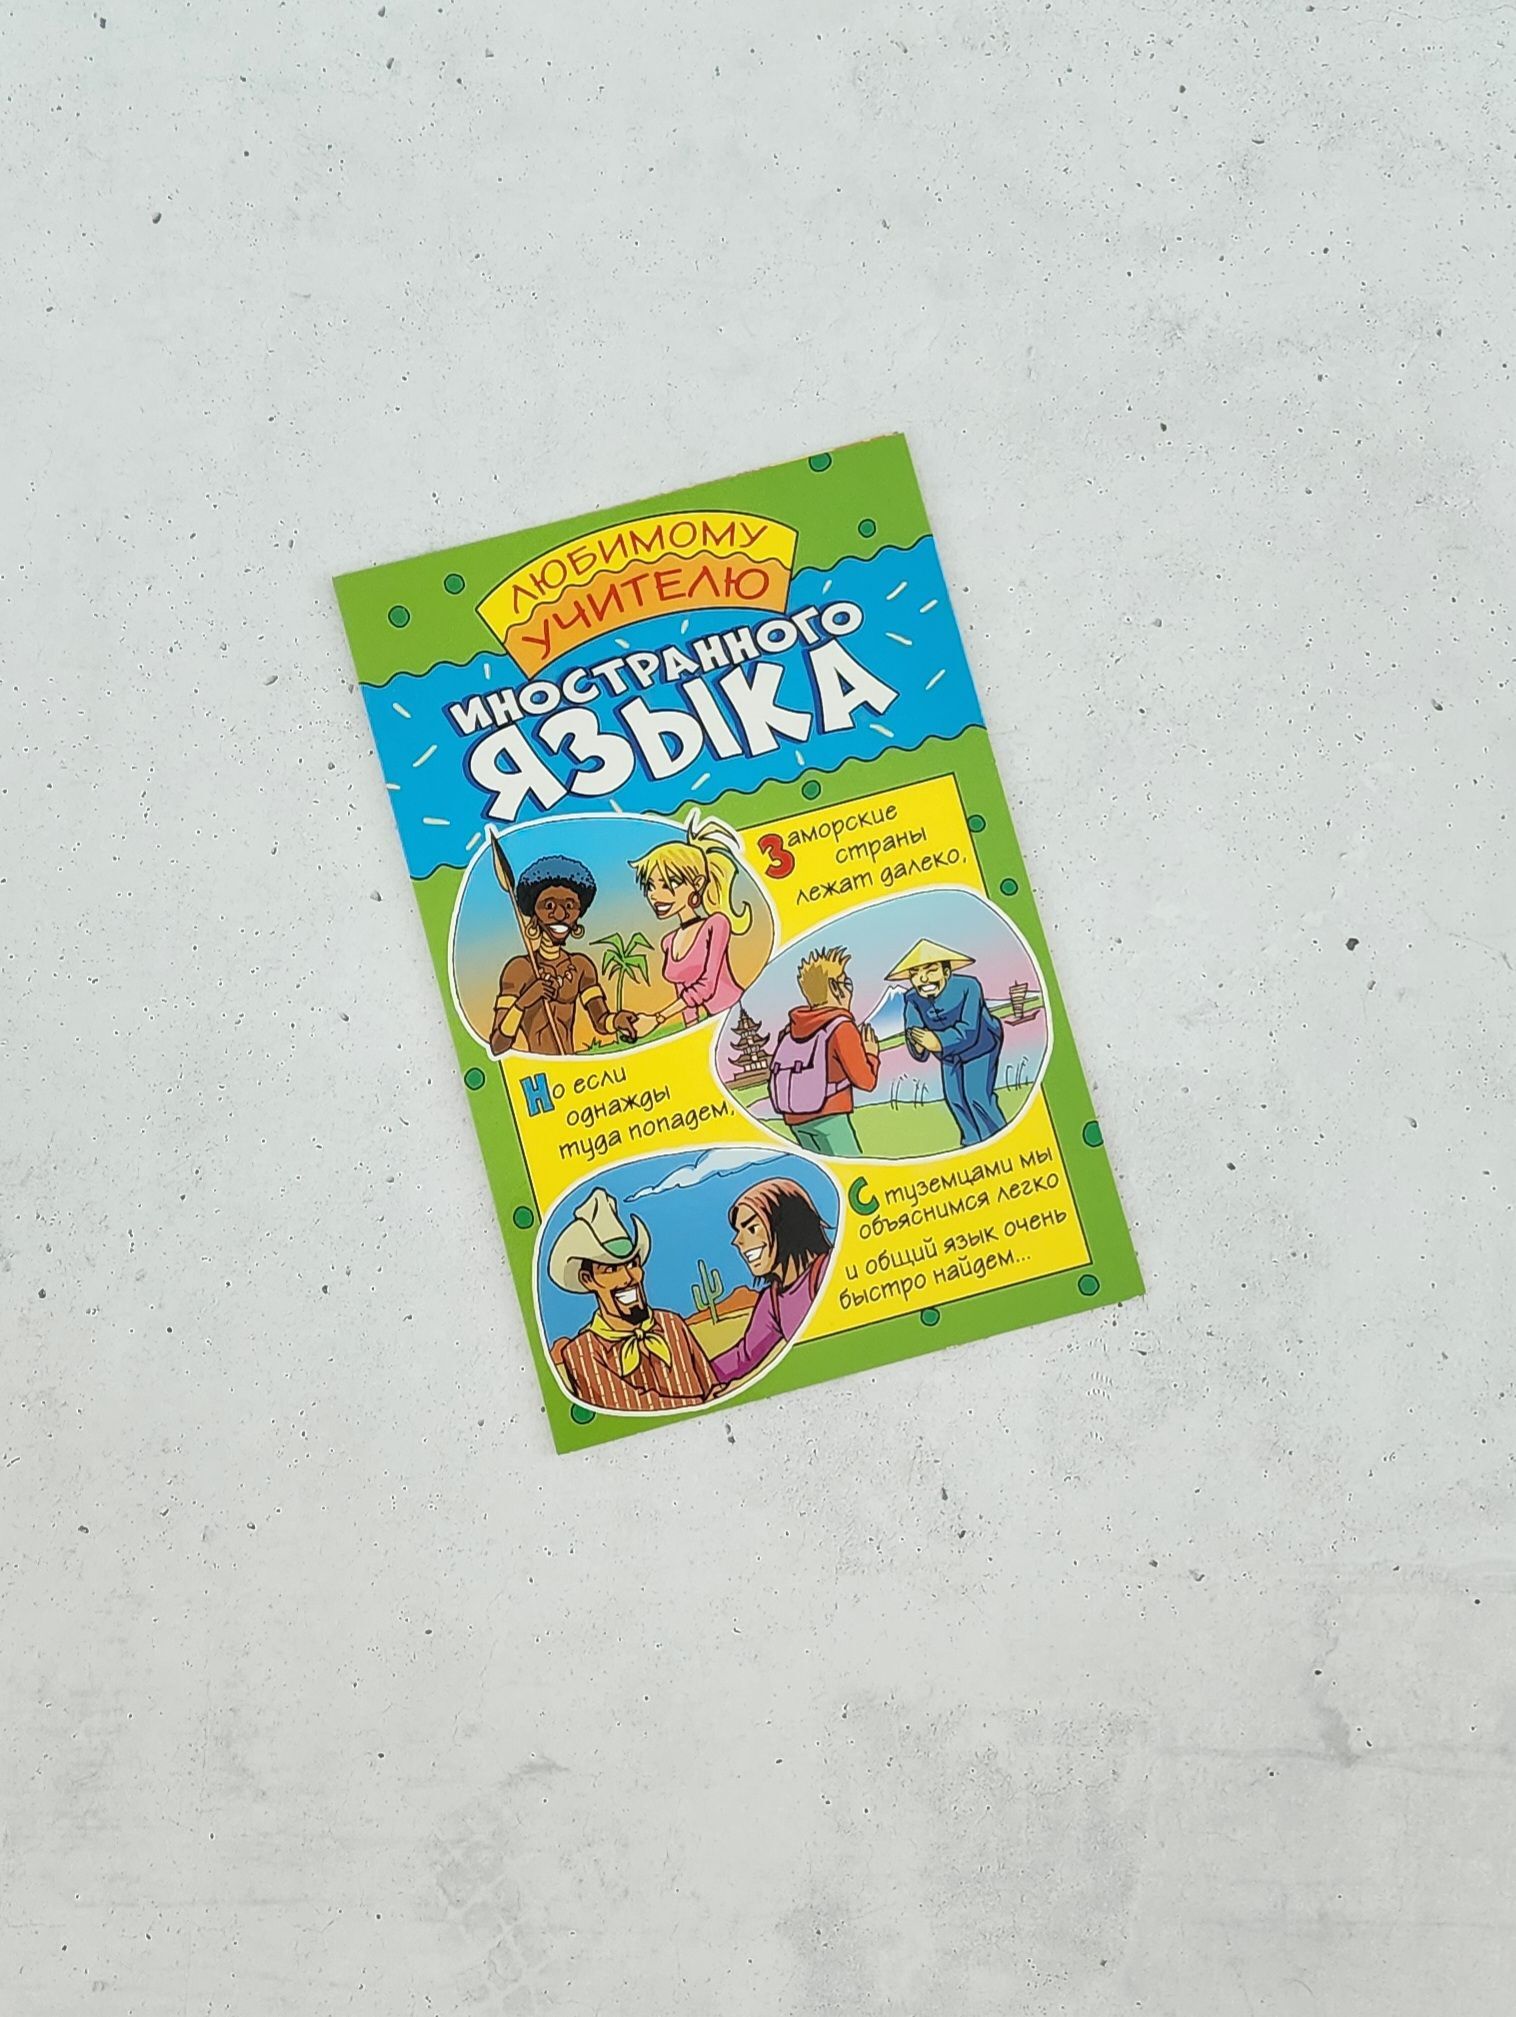 ЛЮБИМОМУ
УЧИТЕЛЮ
ИНОСТРАННОГО
ЯЗЫКА
Заморские
страны
лежат далеко,
Но если
однажды
туда попадем,
С туземцами мы
объяснимся легко
и общий язык очень
быстро найдем...